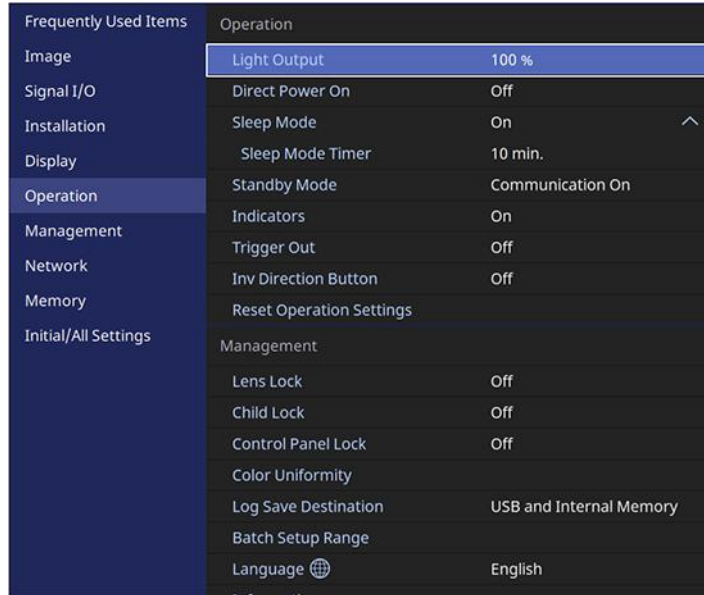 Frequently Used Items
Image
Signal I/O
Installation
Display
Operation
Management
Network
Memory
Initial/All Settings
Operation
Light Output 100 %
Direct Power On Off
Sleep Mode On
Sleep Mode Timer 10 min.
Standby Mode Communication On
Indicators On
Trigger Out Off
Inv Direction Button Off
Reset Operation Settings
Management
Lens Lock Off
Child Lock Off
Control Panel Lock Off
Color Uniformity
Log Save Destination USB and Internal Memory
Batch Setup Range
Language English